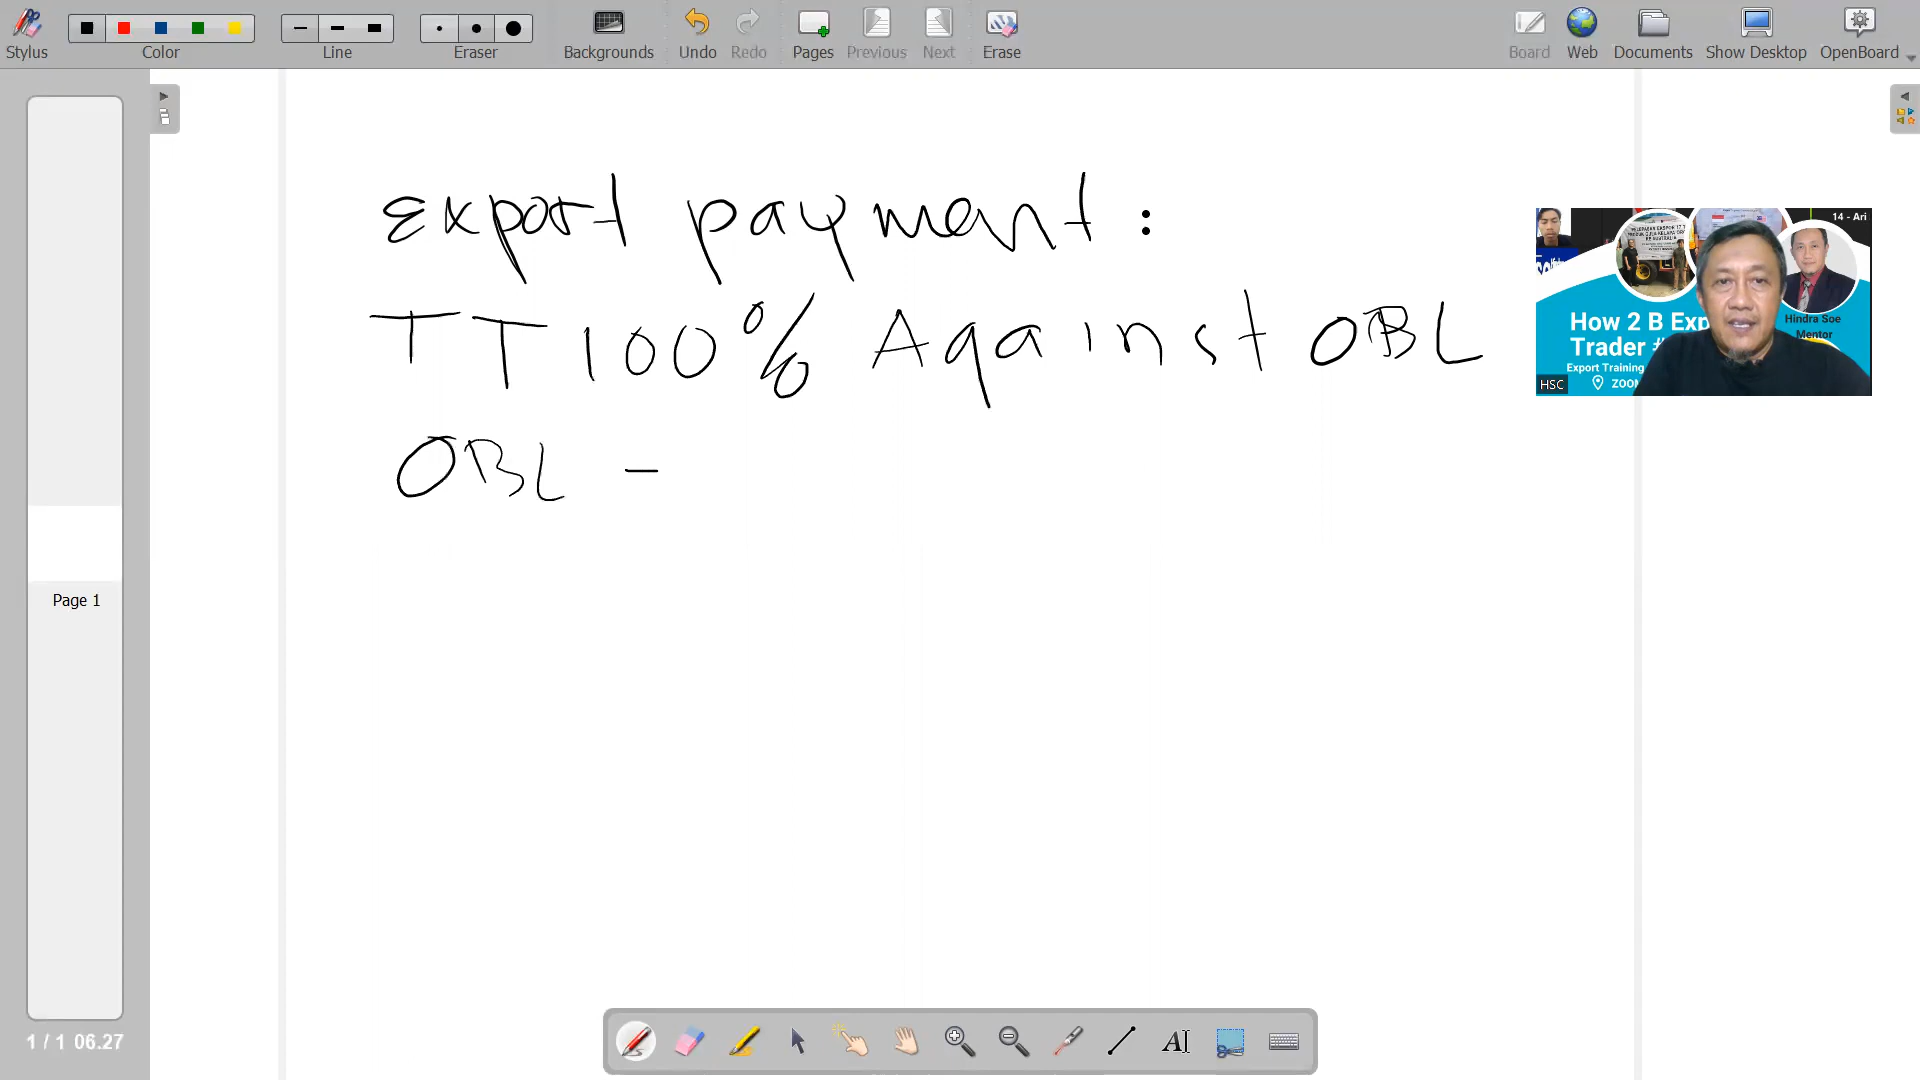 Stylus
Color
Line
Eraser
Backgrounds
Undo
Redo
Pages
Previous
Next
Erase
Board
Web
Documents
Show Desktop
OpenBoard
Export payment :
TT 100% Against OBL
OBL -
14 - Ari
How 2 B Exp
Trader #
Export Training
ZOOM
Hindra Soe
Mentor
HSC
Page 1
1 / 1 06.27
AI